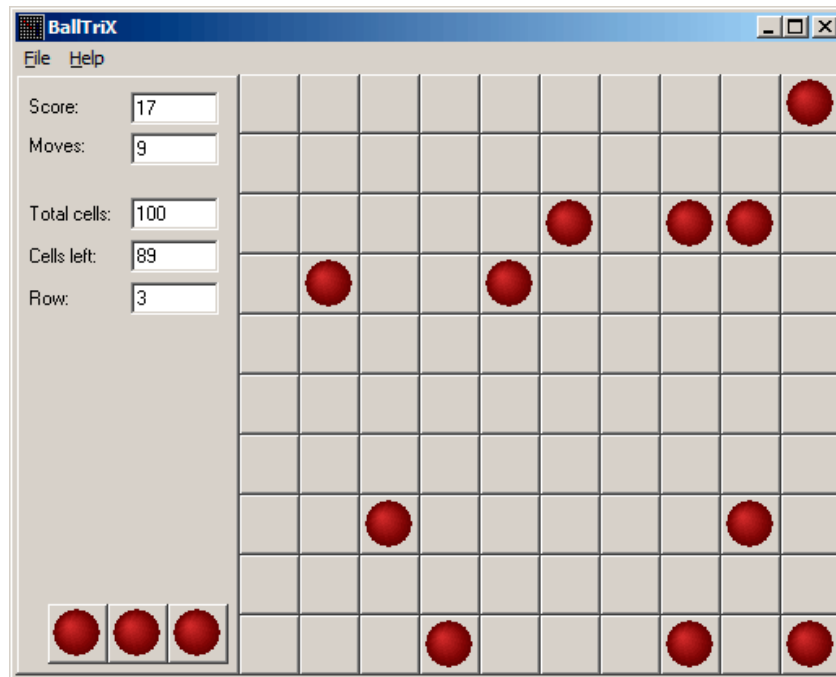 BallTriX
File Help
Score: 17
Moves: 9
Total cells: 100
Cells left: 89
Row: 3